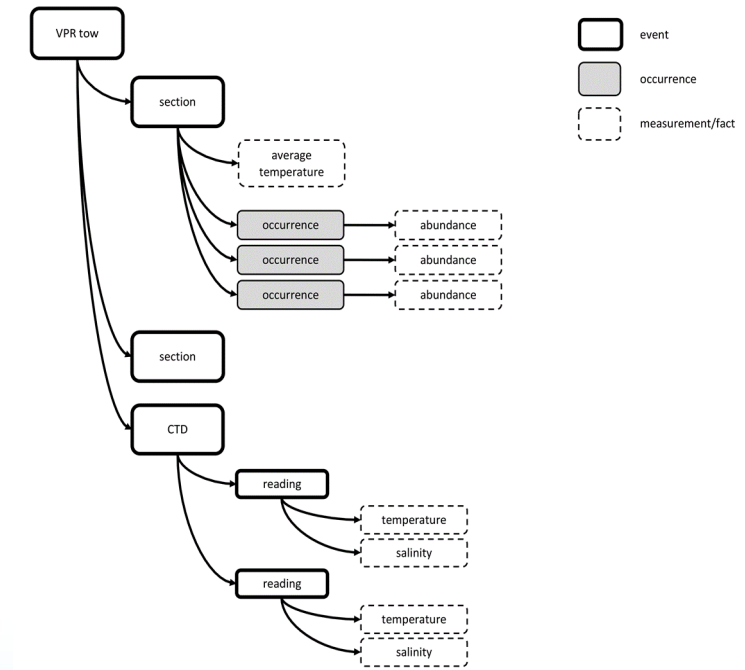 VPR tow
event
section
occurrence
measurement/fact
average
temperature
occurrence
abundance
occurrence
abundance
occurrence
abundance
section
CTD
reading
temperature
salinity
reading
temperature
salinity